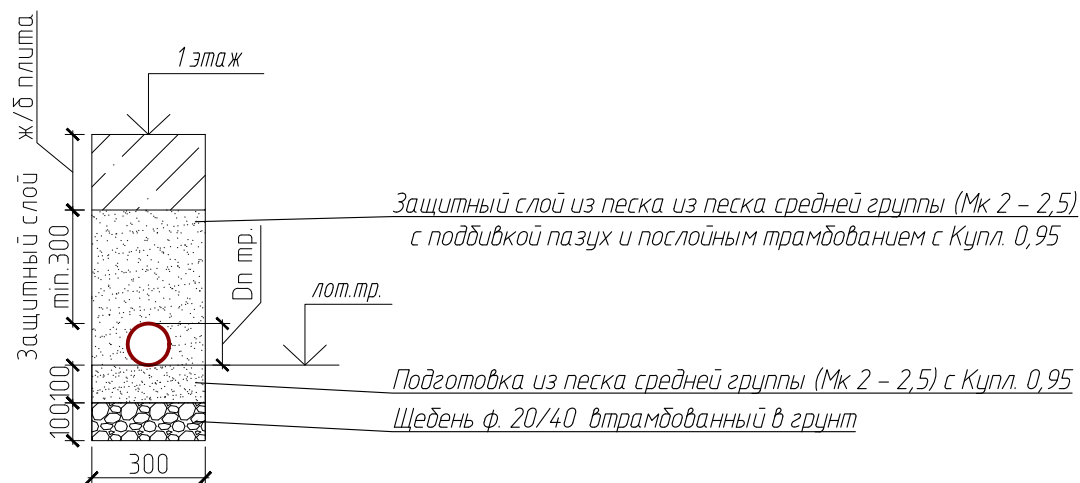 1 этаж
ж/б плита
Защитный слой
min.300
Dn тр.
лот.тр.
100
100
300
Защитный слой из песка из песка средней группы (Мк 2 - 2,5)
с подбивкой пазух и послойным трамбованием с Купл. 0,95
Подготовка из песка средней группы (Мк 2 - 2,5) с Купл. 0,95
Щебень ф. 20/40 втрамбованный в грунт